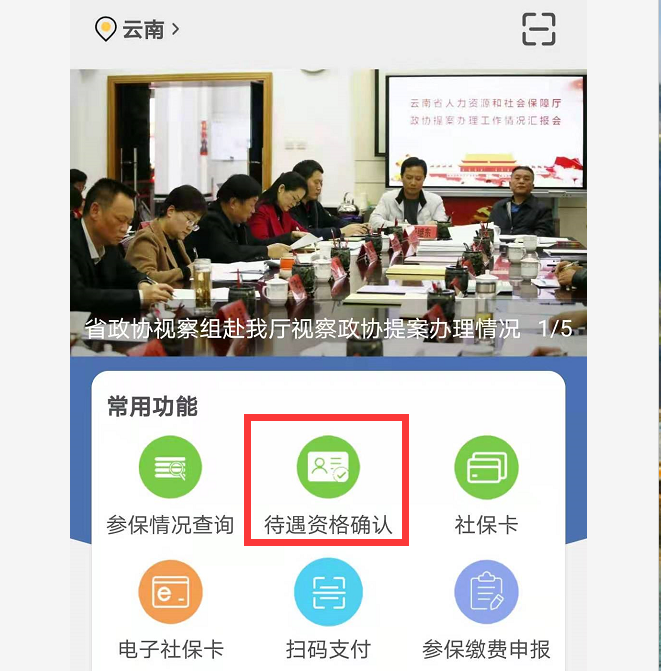 云南
云南省人力资源和社会保障厅
政协提案办理工作情况汇报会
省政协视察组赴我厅视察政协提案办理情况 1/5
常用功能
参保情况查询 待遇资格确认 社保卡
电子社保卡 扫码支付 参保缴费申报